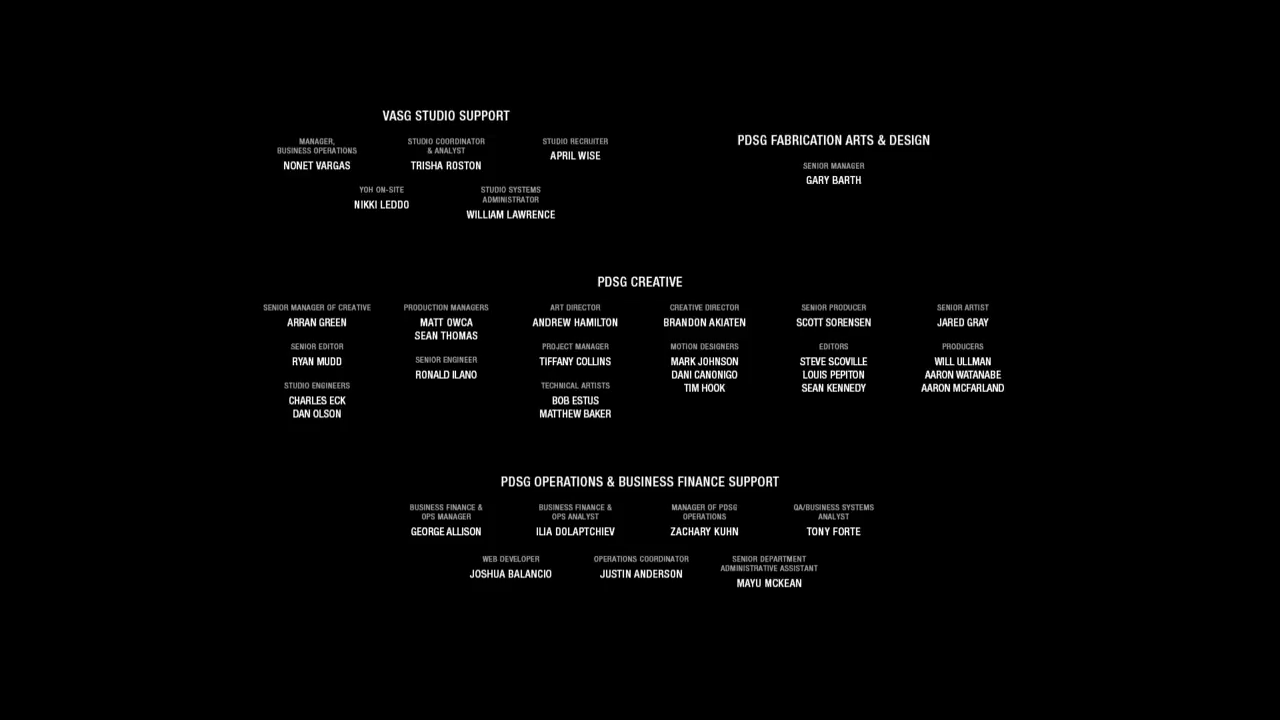 VASG STUDIO SUPPORT
MANAGER,
BUSINESS OPERATIONS
NONET VARGAS
STUDIO COORDINATOR
& ANALYST
TRISHA ROSTON
STUDIO RECRUITER
APRIL WISE
YOH ON-SITE
NIKKI LEDDO
STUDIO SYSTEMS
ADMINISTRATOR
WILLIAM LAWRENCE
PDSG FABRICATION ARTS & DESIGN
SENIOR MANAGER
GARY BARTH
PDSG CREATIVE
SENIOR MANAGER OF CREATIVE
ARRAN GREEN
SENIOR EDITOR
RYAN MUDD
STUDIO ENGINEERS
CHARLES ECK
DAN OLSON
PRODUCTION MANAGERS
MATT OWCA
SEAN THOMAS
SENIOR ENGINEER
RONALD ILANO
ART DIRECTOR
ANDREW HAMILTON
PROJECT MANAGER
TIFFANY COLLINS
TECHNICAL ARTISTS
BOB ESTUS
MATTHEW BAKER
CREATIVE DIRECTOR
BRANDON AKIATEN
MOTION DESIGNERS
MARK JOHNSON
DANI CANONIGO
TIM HOOK
SENIOR PRODUCER
SCOTT SORENSEN
EDITORS
STEVE SCOVILLE
LOUIS PEPITON
SEAN KENNEDY
SENIOR ARTIST
JARED GRAY
PRODUCERS
WILL ULLMAN
AARON WATANABE
AARON MCFARLAND
PDSG OPERATIONS & BUSINESS FINANCE SUPPORT
BUSINESS FINANCE &
OPS MANAGER
GEORGE ALLISON
BUSINESS FINANCE &
OPS ANALYST
ILIA DOLAPTCHIEV
MANAGER OF PDSG
OPERATIONS
ZACHARY KUHN
QA/BUSINESS SYSTEMS
ANALYST
TONY FORTE
WEB DEVELOPER
JOSHUA BALANCIO
OPERATIONS COORDINATOR
JUSTIN ANDERSON
SENIOR DEPARTMENT
ADMINISTRATIVE ASSISTANT
MAYU MCKEAN